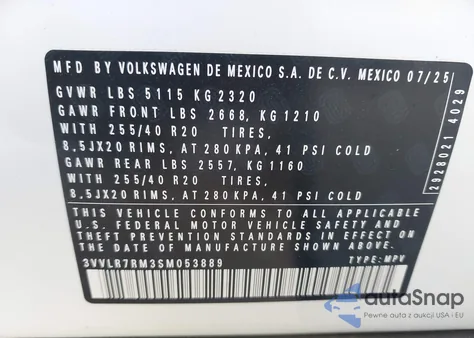 MFD BY VOLKSWAGEN DE MEXICO S.A. DE C.V. MEXICO 07/25
GVWR LBS 5115 KG 2320
GAWR FRONT LBS 2668, KG 1210
WITH 255/40 R20 TIRES,
8,5JX20 RIMS, AT 280 KPA, 41 PSI COLD
GAWR REAR LBS 2557, KG 1160
WITH 255/40 R20 TIRES,
8,5JX20 RIMS, AT 280 KPA, 41 PSI COLD
THIS VEHICLE CONFORMS TO ALL APPLICABLE
U.S. FEDERAL MOTOR VEHICLE SAFETY AND
THEFT PREVENTION STANDARDS IN EFFECT ON
THE DATE OF MANUFACTURE SHOWN ABOVE.
3VVLR7RM3SM053889 TYPE: MPV
2928021 4029
autoSnap
Pewne auta z aukcji USA i EU